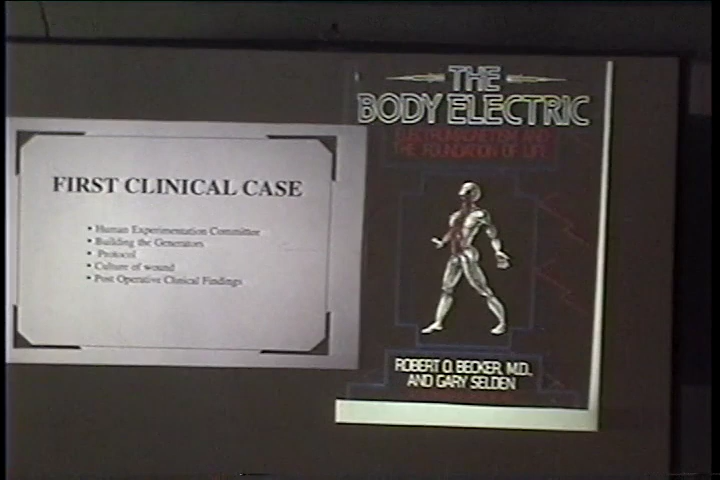 FIRST CLINICAL CASE
• Human Experimentation Committee
• Building the Generators
• Protocol
• Culture of wound
• Post Operative Clinical Findings
THE
BODY ELECTRIC
ELECTROMAGNETISM AND
THE FOUNDATION OF LIFE
ROBERT O. BECKER, M.D.,
AND GARY SELDEN